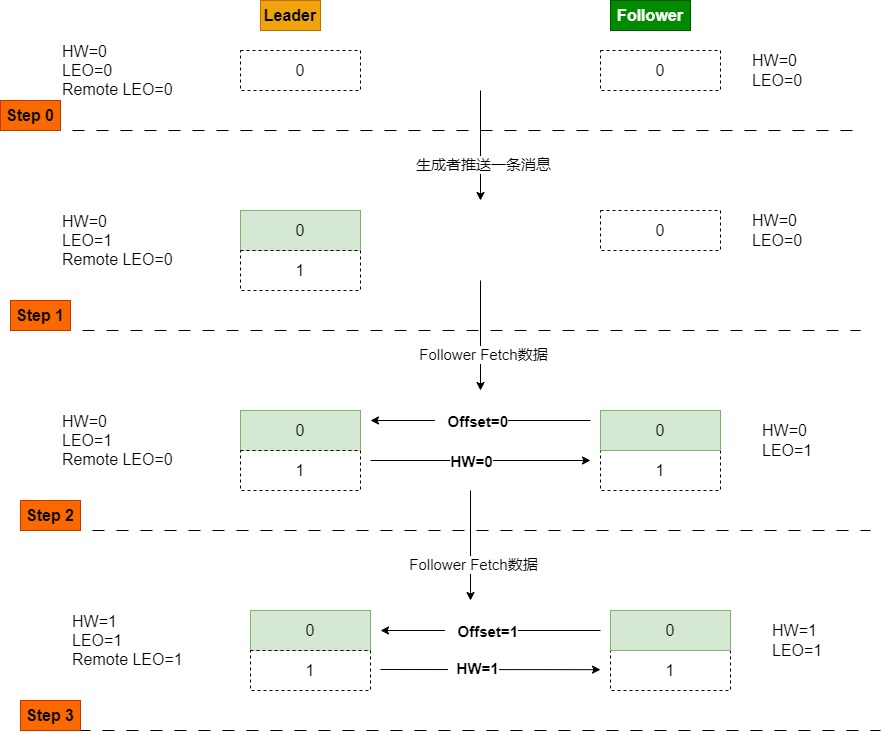 Leader
Follower
HW=0
LEO=0
Remote LEO=0
0
0
HW=0
LEO=0
Step 0
生成者推送一条消息
HW=0
LEO=1
Remote LEO=0
0
1
0
HW=0
LEO=0
Step 1
Follower Fetch数据
HW=0
LEO=1
Remote LEO=0
0
1
Offset=0
HW=0
0
1
HW=0
LEO=1
Step 2
Follower Fetch数据
HW=1
LEO=1
Remote LEO=1
0
1
Offset=1
HW=1
0
1
HW=1
LEO=1
Step 3